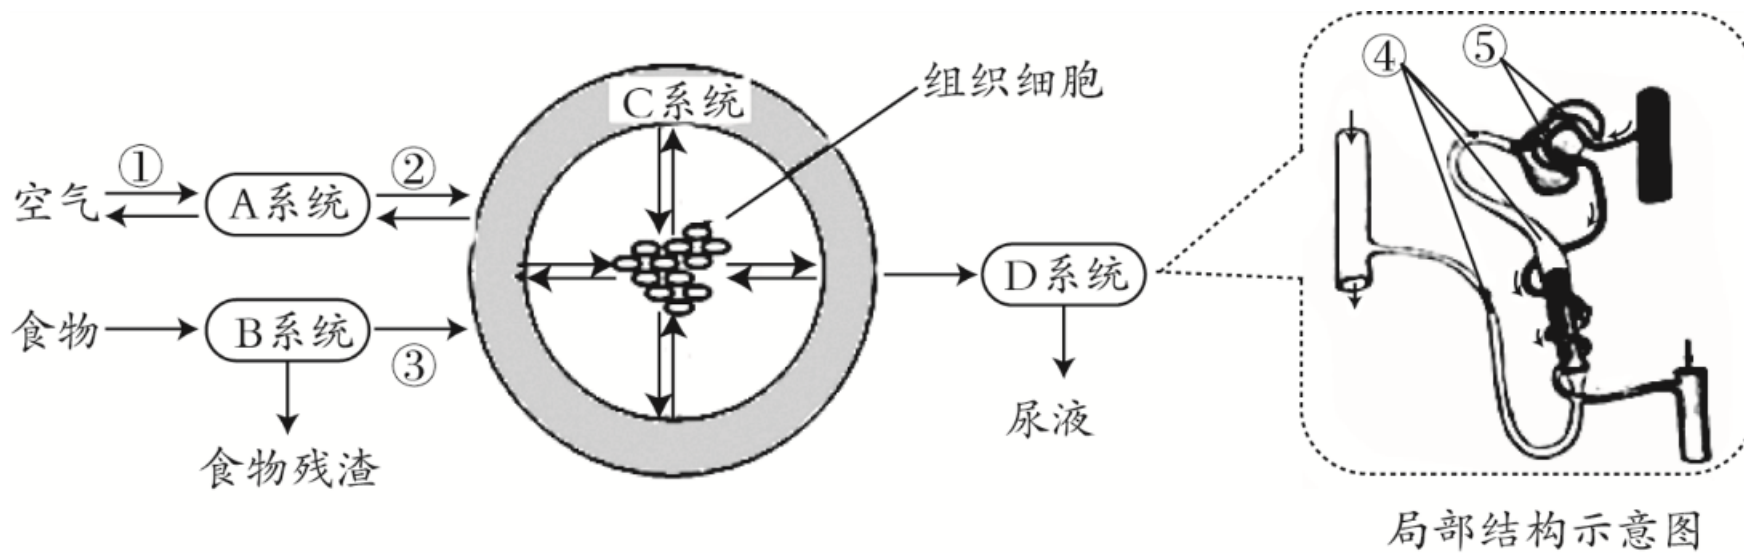 空气
①
A系统
②
C系统
组织细胞
食物
B系统
③
食物残渣
D系统
尿液
④
⑤
局部结构示意图